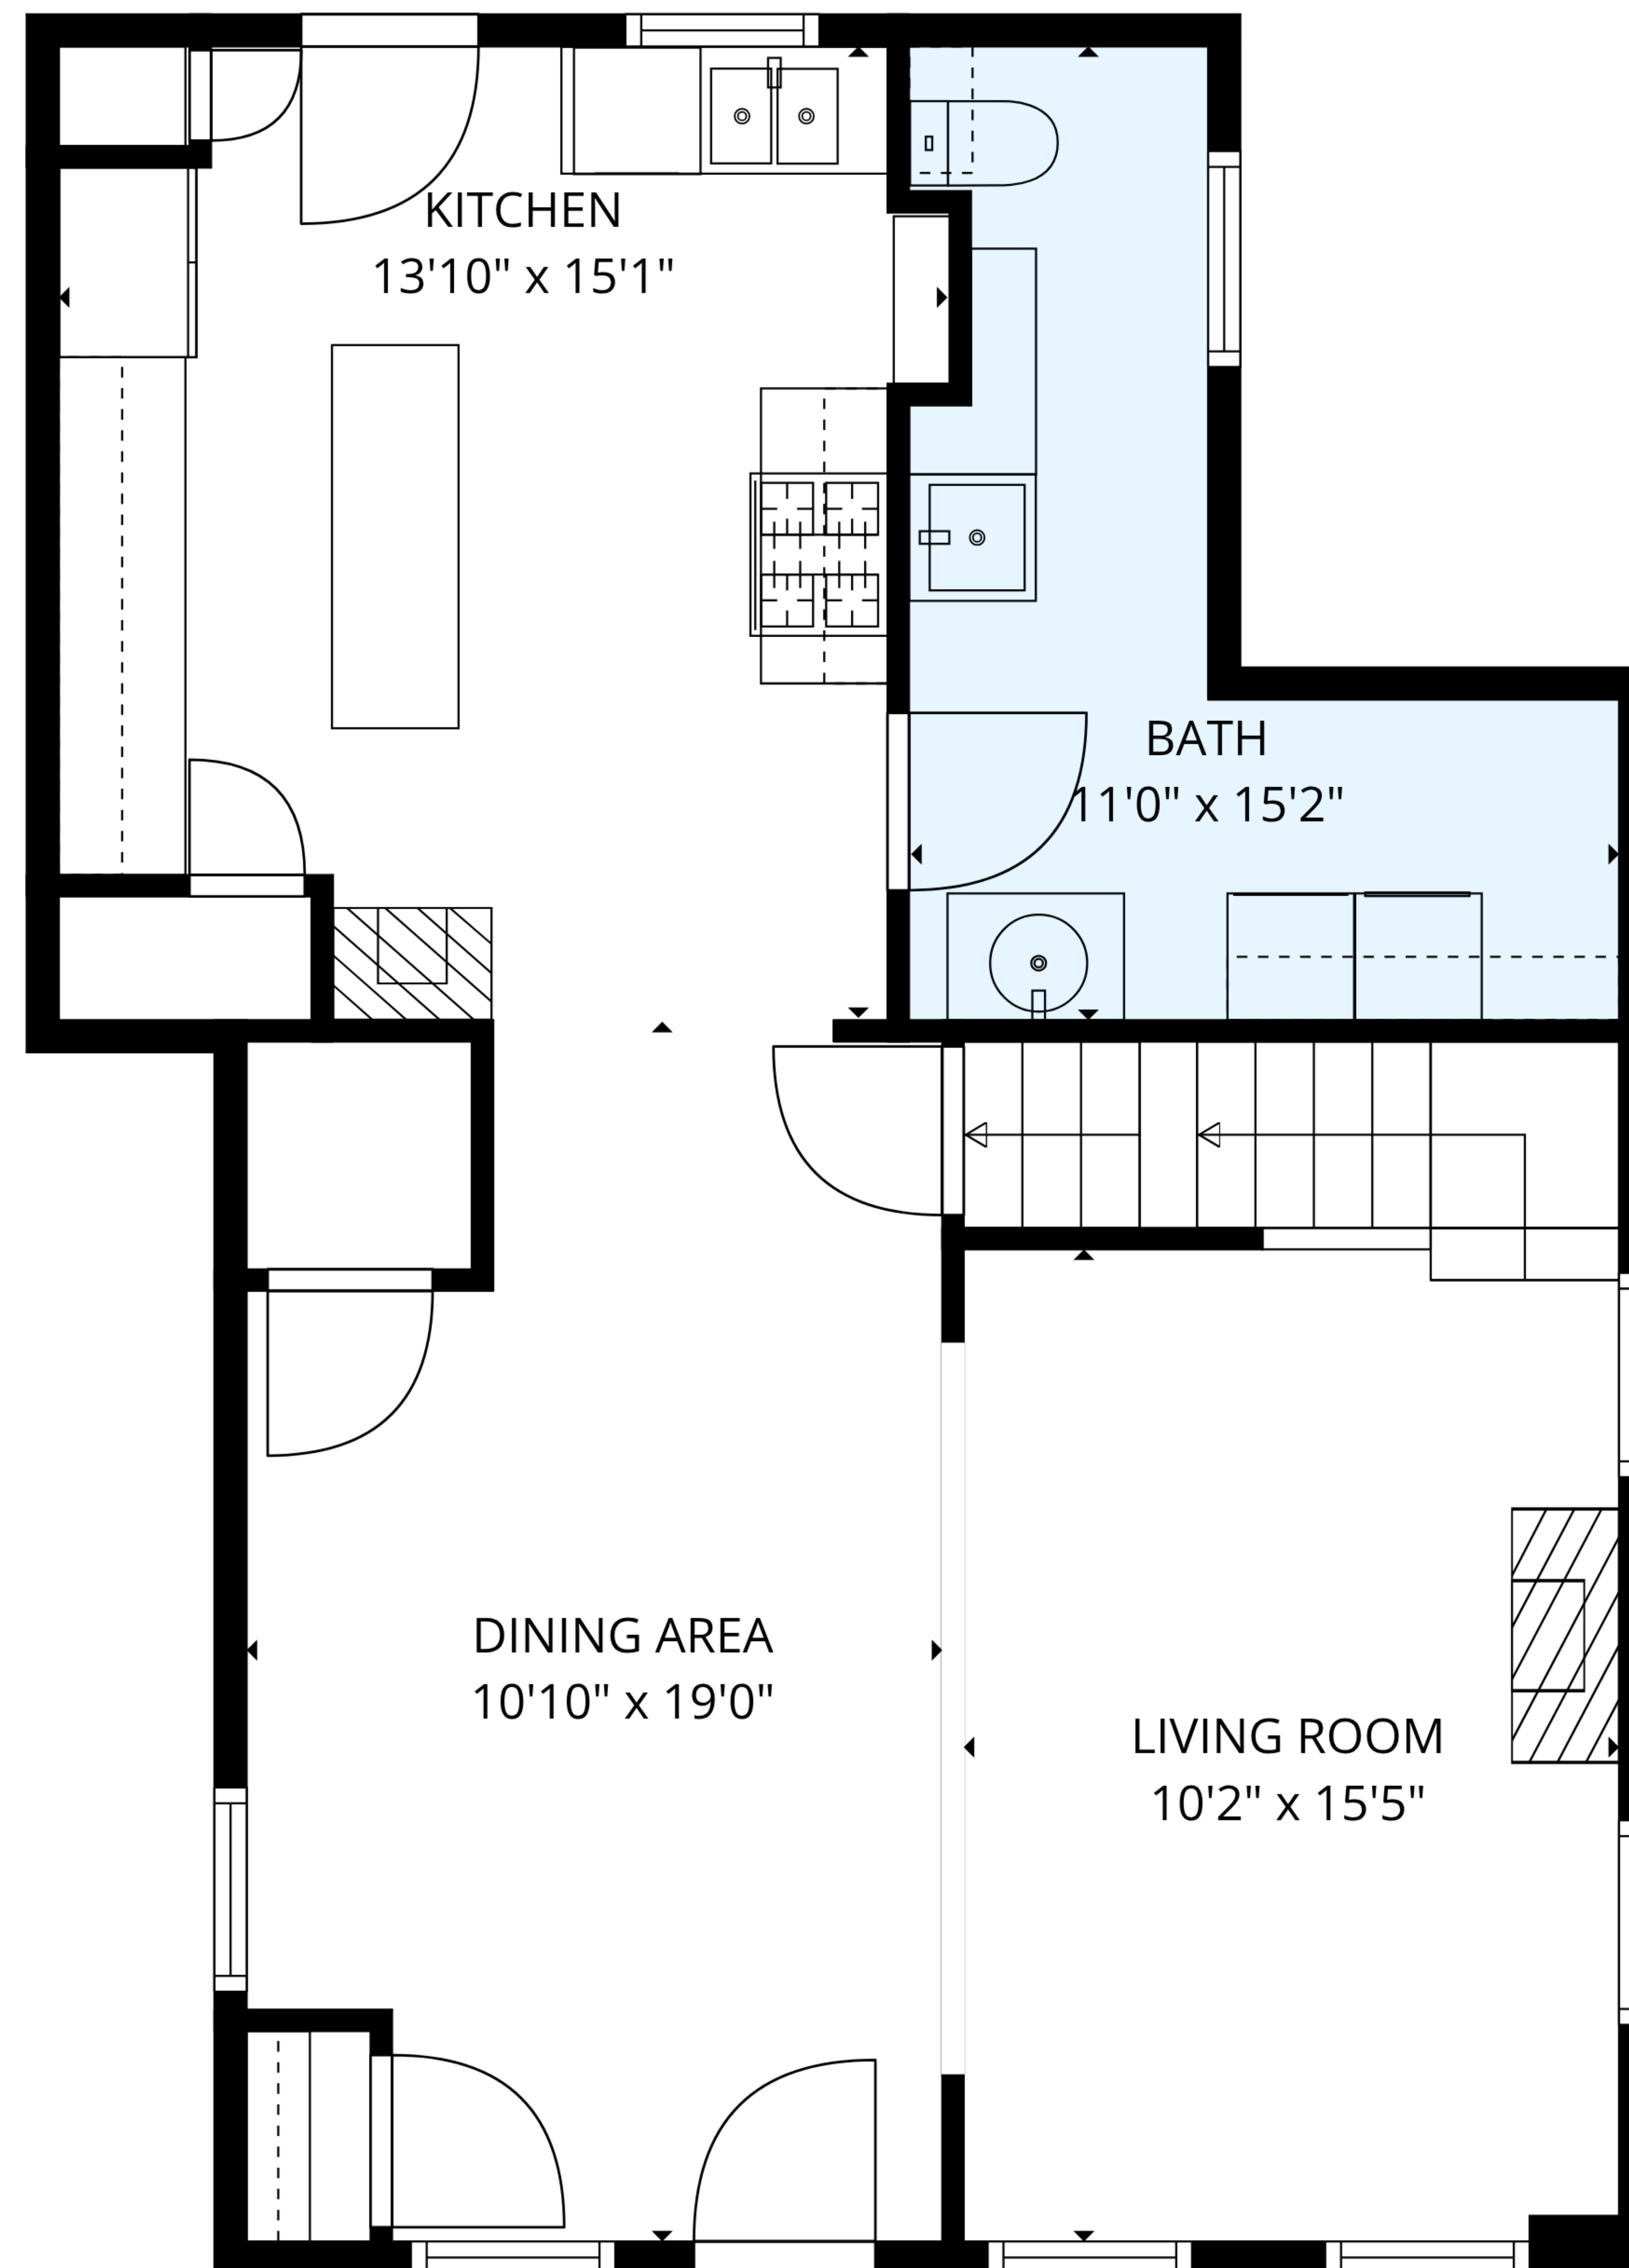 KITCHEN
13'10" x 15'1"
BATH
11'0" x 15'2"
DINING AREA
10'10" x 19'0"
LIVING ROOM
10'2" x 15'5"